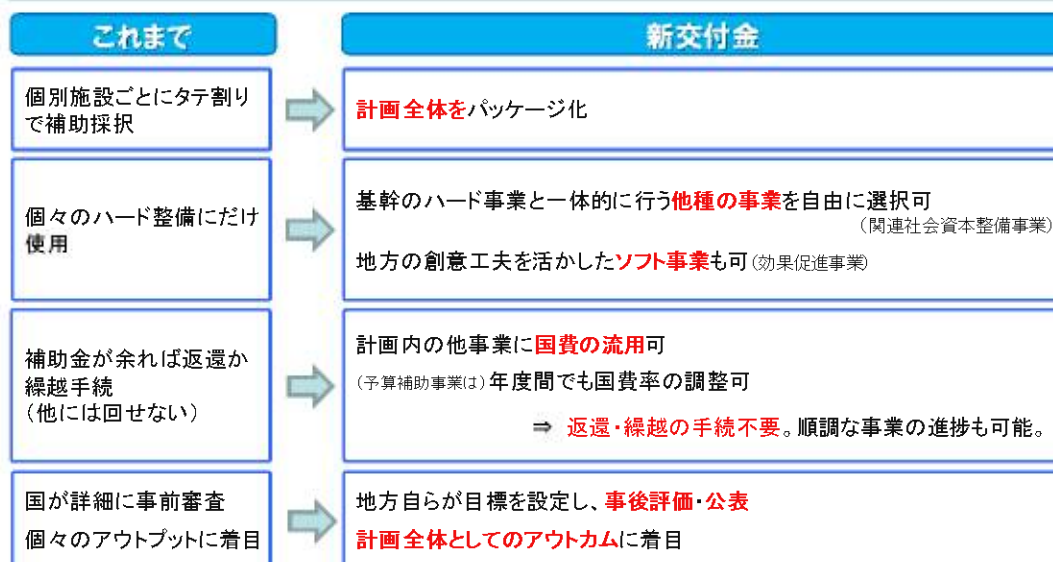 これまで
新交付金
個別施設ごとにタテ割り
で補助採択
計画全体をパッケージ化
個々のハード整備にだけ
使用
基幹のハード事業と一体的に行う他種の事業を自由に選択可
(関連社会資本整備事業)
地方の創意工夫を活かしたソフト事業も可(効果促進事業)
補助金が余れば返還か
繰越手続
(他には回せない)
計画内の他事業に国費の流用可
(予算補助事業は)年度間でも国費率の調整可
⇒ 返還・繰越の手続不要。順調な事業の進捗も可能。
国が詳細に事前審査
個々のアウトプットに着目
地方自らが目標を設定し、事後評価・公表
計画全体としてのアウトカムに着目